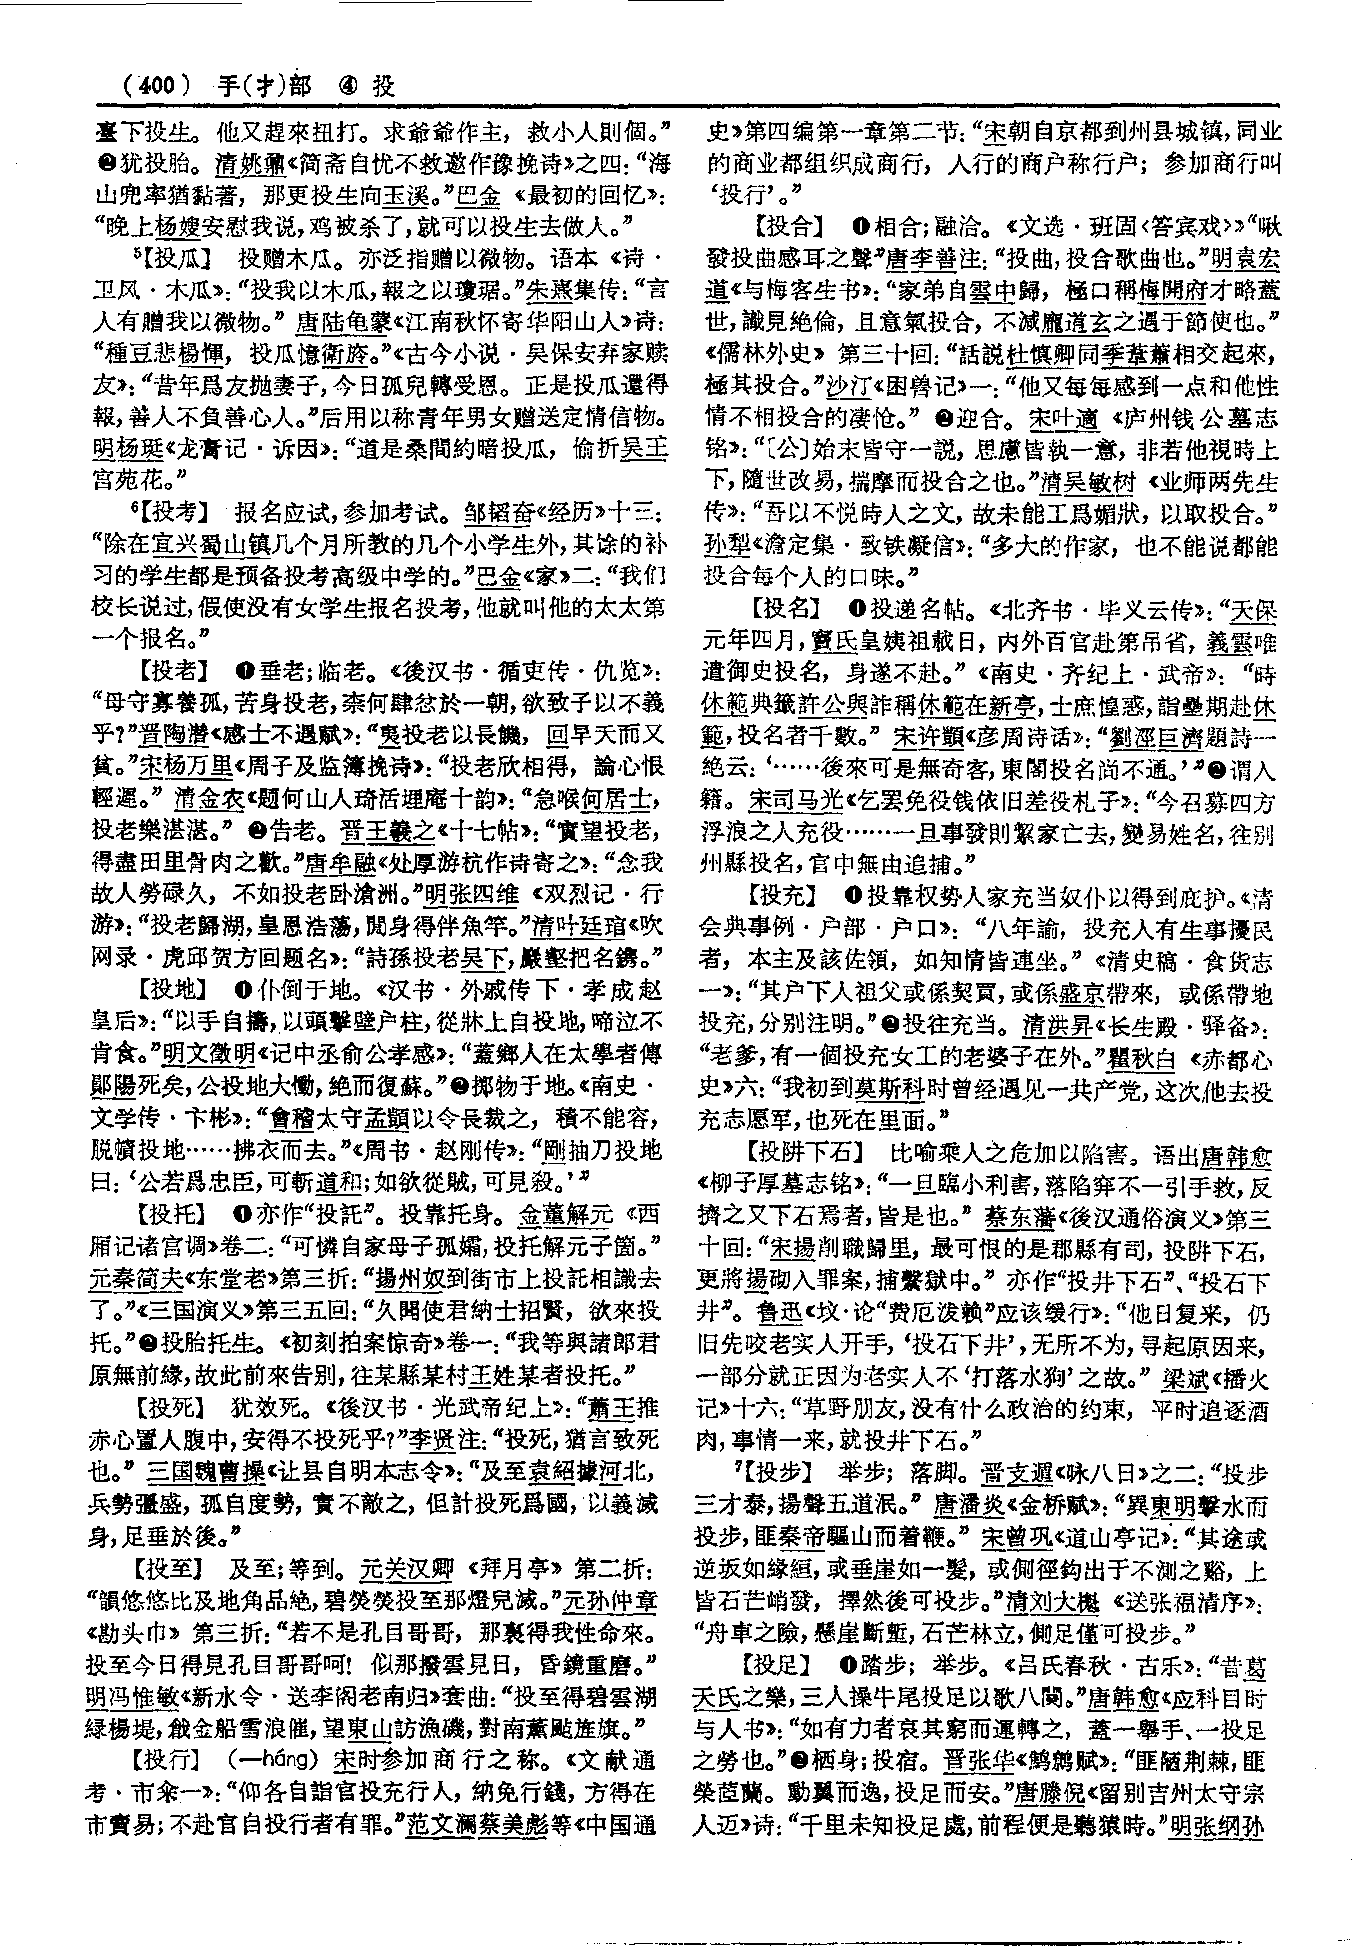 (400) 手(扌)部 ④ 投
臺下投生。他又趕來扭打。求爺爺作主，救小人則個。”
❷犹投胎。清姚鼐《简斋自忧不救邀作豫挽诗》之四：“海
山兜率猶黏著，那更投生向玉溪。”巴金《最初的回忆》：
“晚上杨嫂安慰我说，鸡被杀了，就可以投生去做人。”
5【投瓜】 投赠木瓜。亦泛指赠以微物。语本《诗·
卫风·木瓜》：“投我以木瓜，報之以瓊琚。”朱熹集传：“言
人有贈我以微物。”唐陆龟蒙《江南秋怀寄华阳山人》诗：
“種豆悲楊惲，投瓜憶衛旍。”《古今小说·吴保安弃家赎
友》：“昔年爲友抛妻子，今日孤兒轉受恩。正是投瓜還得
報，善人不負善心人。”后用以称青年男女赠送定情信物。
明杨珽《龙膏记·诉因》：“道是桑間約暗投瓜，偷折吴王
宫苑花。”
6【投考】 报名应试，参加考试。邹韬奋《经历》十三：
“除在宜兴蜀山镇几个月所教的几个小学生外，其馀的补
习的学生都是预备投考高级中学的。”巴金《家》二：“我们
校长说过，假使没有女学生报名投考，他就叫他的太太第
一个报名。”
【投老】 ❶垂老；临老。《後汉书·循吏传·仇览》：
“母守寡養孤，苦身投老，柰何肆忿於一朝，欲致子以不義
乎？”晋陶潜《感士不遇赋》：“夷投老以長饑，回早夭而又
貧。”宋杨万里《周子及监簿挽诗》：“投老欣相得，論心恨
輕遲。”清金农《题何山人琦活埋庵十韵》：“急喉何居士，
投老樂湛湛。”❷告老。晋王羲之《十七帖》：“實望投老，
得盡田里骨肉之歡。”唐牟融《处厚游杭作诗寄之》：“念我
故人勞碌久，不如投老卧滄洲。”明张四维《双烈记·行
游》：“投老歸湖，皇恩浩蕩，閒身得伴魚竿。”清叶廷琯《吹
网录·虎邱贺方回题名》：“詩孫投老吴下，巖壑把名鎸。”
【投地】 ❶仆倒于地。《汉书·外戚传下·孝成赵
皇后》：“以手自擣，以頭擊壁户柱，從牀上自投地，啼泣不
肯食。”明文徵明《记中丞俞公孝感》：“蓋鄉人在太學者傳
鄖陽死矣，公投地大慟，絶而復蘇。”❷掷物于地。《南史·
文学传·卞彬》：“會稽太守孟顗以令長裁之，積不能容，
脱幘投地……拂衣而去。”《周书·赵刚传》：“剛抽刀投地
曰：‘公若爲忠臣，可斬道和；如欲從賊，可見殺。’”
【投托】 ❶亦作“投託”。投靠托身。金董解元《西
厢记诸宫调》卷二：“可憐自家母子孤孀，投托解元子箇。”
元秦简夫《东堂老》第三折：“揚州奴到街市上投託相識去
了。”《三国演义》第三五回：“久聞使君納士招賢，欲來投
托。”❷投胎托生。《初刻拍案惊奇》卷一：“我等與諸郎君
原無前緣，故此前來告别，往某縣某村王姓某者投托。”
【投死】 犹效死。《後汉书·光武帝纪上》：“蕭王推
赤心置人腹中，安得不投死乎？”李贤注：“投死，猶言致死
也。”三国魏曹操《让县自明本志令》：“及至袁紹據河北，
兵勢彊盛，孤自度勢，實不敵之，但計投死爲國，以義滅
身，足垂於後。”
【投至】 及至；等到。元关汉卿《拜月亭》第二折：
“韻悠悠比及地角品絶，碧熒熒投至那燈兒滅。”元孙仲章
《勘头巾》第三折：“若不是孔目哥哥，那裏得我性命來。
投至今日得見孔目哥哥呵！似那撥雲見日，昏鏡重磨。”
明冯惟敏《新水令·送李阁老南归》套曲：“投至得碧雲湖
緑楊堤，戧金船雪浪催，望東山訪漁磯，對南薰颭旌旗。”
【投行】 （—háng）宋时参加商行之称。《文献通
考·市籴一》：“仰各自詣官投充行人，納免行錢，方得在
市賣易；不赴官自投行者有罪。”范文澜蔡美彪等《中国通
史》第四编第一章第二节：“宋朝自京都到州县城镇，同业
的商业都组织成商行，人行的商户称行户；参加商行叫
‘投行’。”
【投合】 ❶相合；融洽。《文选·班固〈答宾戏〉》“啾
發投曲感耳之聲”唐李善注：“投曲，投合歌曲也。”明袁宏
道《与梅客生书》：“家弟自雲中歸，極口稱梅開府才略蓋
世，識見絶倫，且意氣投合，不減龐道玄之遇于節使也。”
《儒林外史》第三十回：“話説杜慎卿同季葦蕭相交起來，
極其投合。”沙汀《困兽记》一：“他又每每感到一点和他性
情不相投合的凄怆。”❷迎合。宋叶適《庐州钱公墓志
铭》：“〔公〕始末皆守一説，思慮皆執一意，非若他視時上
下，隨世改易，揣摩而投合之也。”清吴敏树《业师两先生
传》：“吾以不悦時人之文，故未能工爲媚狀，以取投合。”
孙犁《澹定集·致铁凝信》：“多大的作家，也不能说都能
投合每个人的口味。”
【投名】 ❶投递名帖。《北齐书·毕义云传》：“天保
元年四月，竇氏皇姨祖載日，内外百官赴第吊省，義雲唯
遣御史投名，身遂不赴。”《南史·齐纪上·武帝》：“時
休範典籤許公與詐稱休範在新亭，士庶惶惑，詣壘期赴休
範，投名者千數。”宋许顗《彦周诗话》：“劉涇巨濟題詩一
絶云：‘……後來可是無奇客，東閣投名尚不通。’”❷谓入
籍。宋司马光《乞罢免役钱依旧差役札子》：“今召募四方
浮浪之人充役……一旦事發則絜家亡去，變易姓名，往别
州縣投名，官中無由追捕。”
【投充】 ❶投靠权势人家充当奴仆以得到庇护。《清
会典事例·户部·户口》：“八年諭，投充人有生事擾民
者，本主及該佐領，如知情皆連坐。”《清史稿·食货志
一》：“其户下人祖父或係契買，或係盛京帶來，或係帶地
投充，分别注明。”❷投往充当。清洪昇《长生殿·驿备》：
“老爹，有一個投充女工的老婆子在外。”瞿秋白《赤都心
史》六：“我初到莫斯科时曾经遇见一共产党，这次他去投
充志愿军，也死在里面。”
【投阱下石】 比喻乘人之危加以陷害。语出唐韩愈
《柳子厚墓志铭》：“一旦臨小利害，落陷穽不一引手救，反
擠之又下石焉者，皆是也。”蔡东藩《後汉通俗演义》第三
十回：“宋揚削職歸里，最可恨的是郡縣有司，投阱下石，
更將揚砌入罪案，捕繫獄中。”亦作“投井下石”、“投石下
井”。鲁迅《坟·论“费厄泼赖”应该缓行》：“他日复来，仍
旧先咬老实人开手，‘投石下井’，无所不为，寻起原因来，
一部分就正因为老实人不‘打落水狗’之故。”梁斌《播火
记》十六：“草野朋友，没有什么政治的约束，平时追逐酒
肉，事情一来，就投井下石。”
7【投步】 举步；落脚。晋支遁《咏八日》之二：“投步
三才泰，揚聲五道泯。”唐潘炎《金桥赋》：“異東明擊水而
投步，匪秦帝驅山而着鞭。”宋曾巩《道山亭记》：“其途或
逆坂如緣絙，或垂崖如一髪，或側徑鈎出于不測之谿，上
皆石芒峭發，擇然後可投步。”清刘大櫆《送张福清序》：
“舟車之險，懸崖斷塹，石芒林立，側足僅可投步。”
【投足】 ❶踏步；举步。《吕氏春秋·古乐》：“昔葛
天氏之樂，三人操牛尾投足以歌八闋。”唐韩愈《应科目时
与人书》：“如有力者哀其窮而運轉之，蓋一舉手、一投足
之勞也。”❷栖身；投宿。晋张华《鹪鹩赋》：“匪陋荆棘，匪
榮茝蘭。動翼而逸，投足而安。”唐滕倪《留别吉州太守宗
人迈》诗：“千里未知投足處，前程便是聽猿時。”明张纲孙